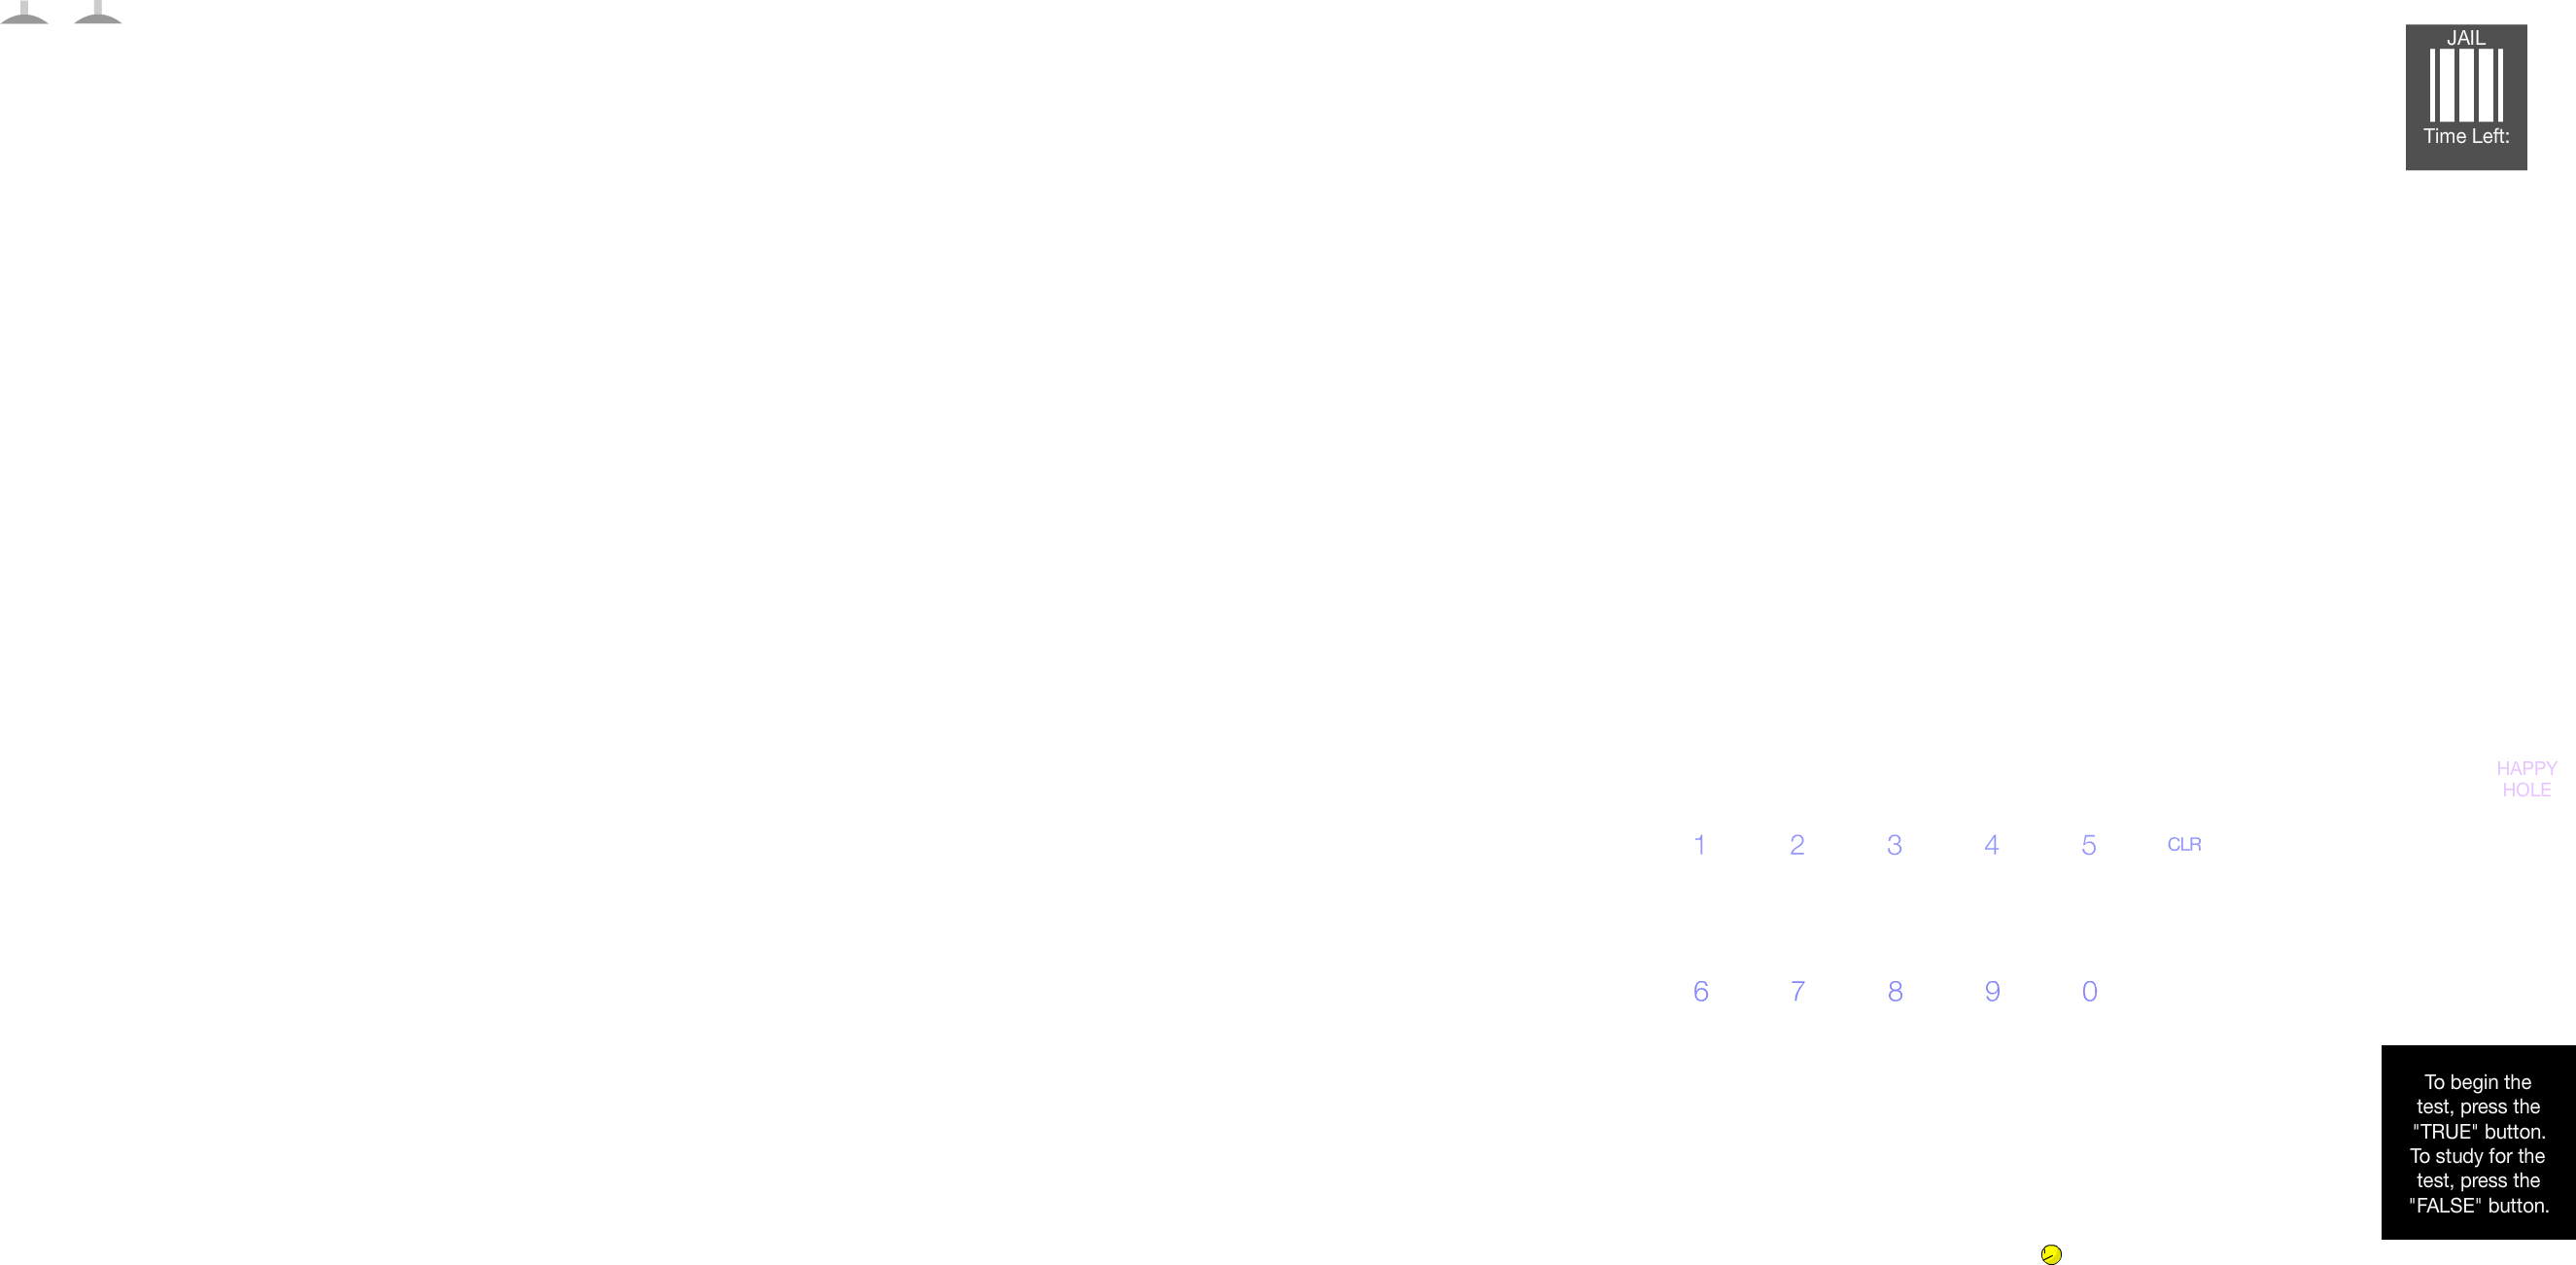 JAIL
Time Left:
HAPPY
HOLE
1 2 3 4 5 CLR
6 7 8 9 0
To begin the
test, press the
"TRUE" button.
To study for the
test, press the
"FALSE" button.